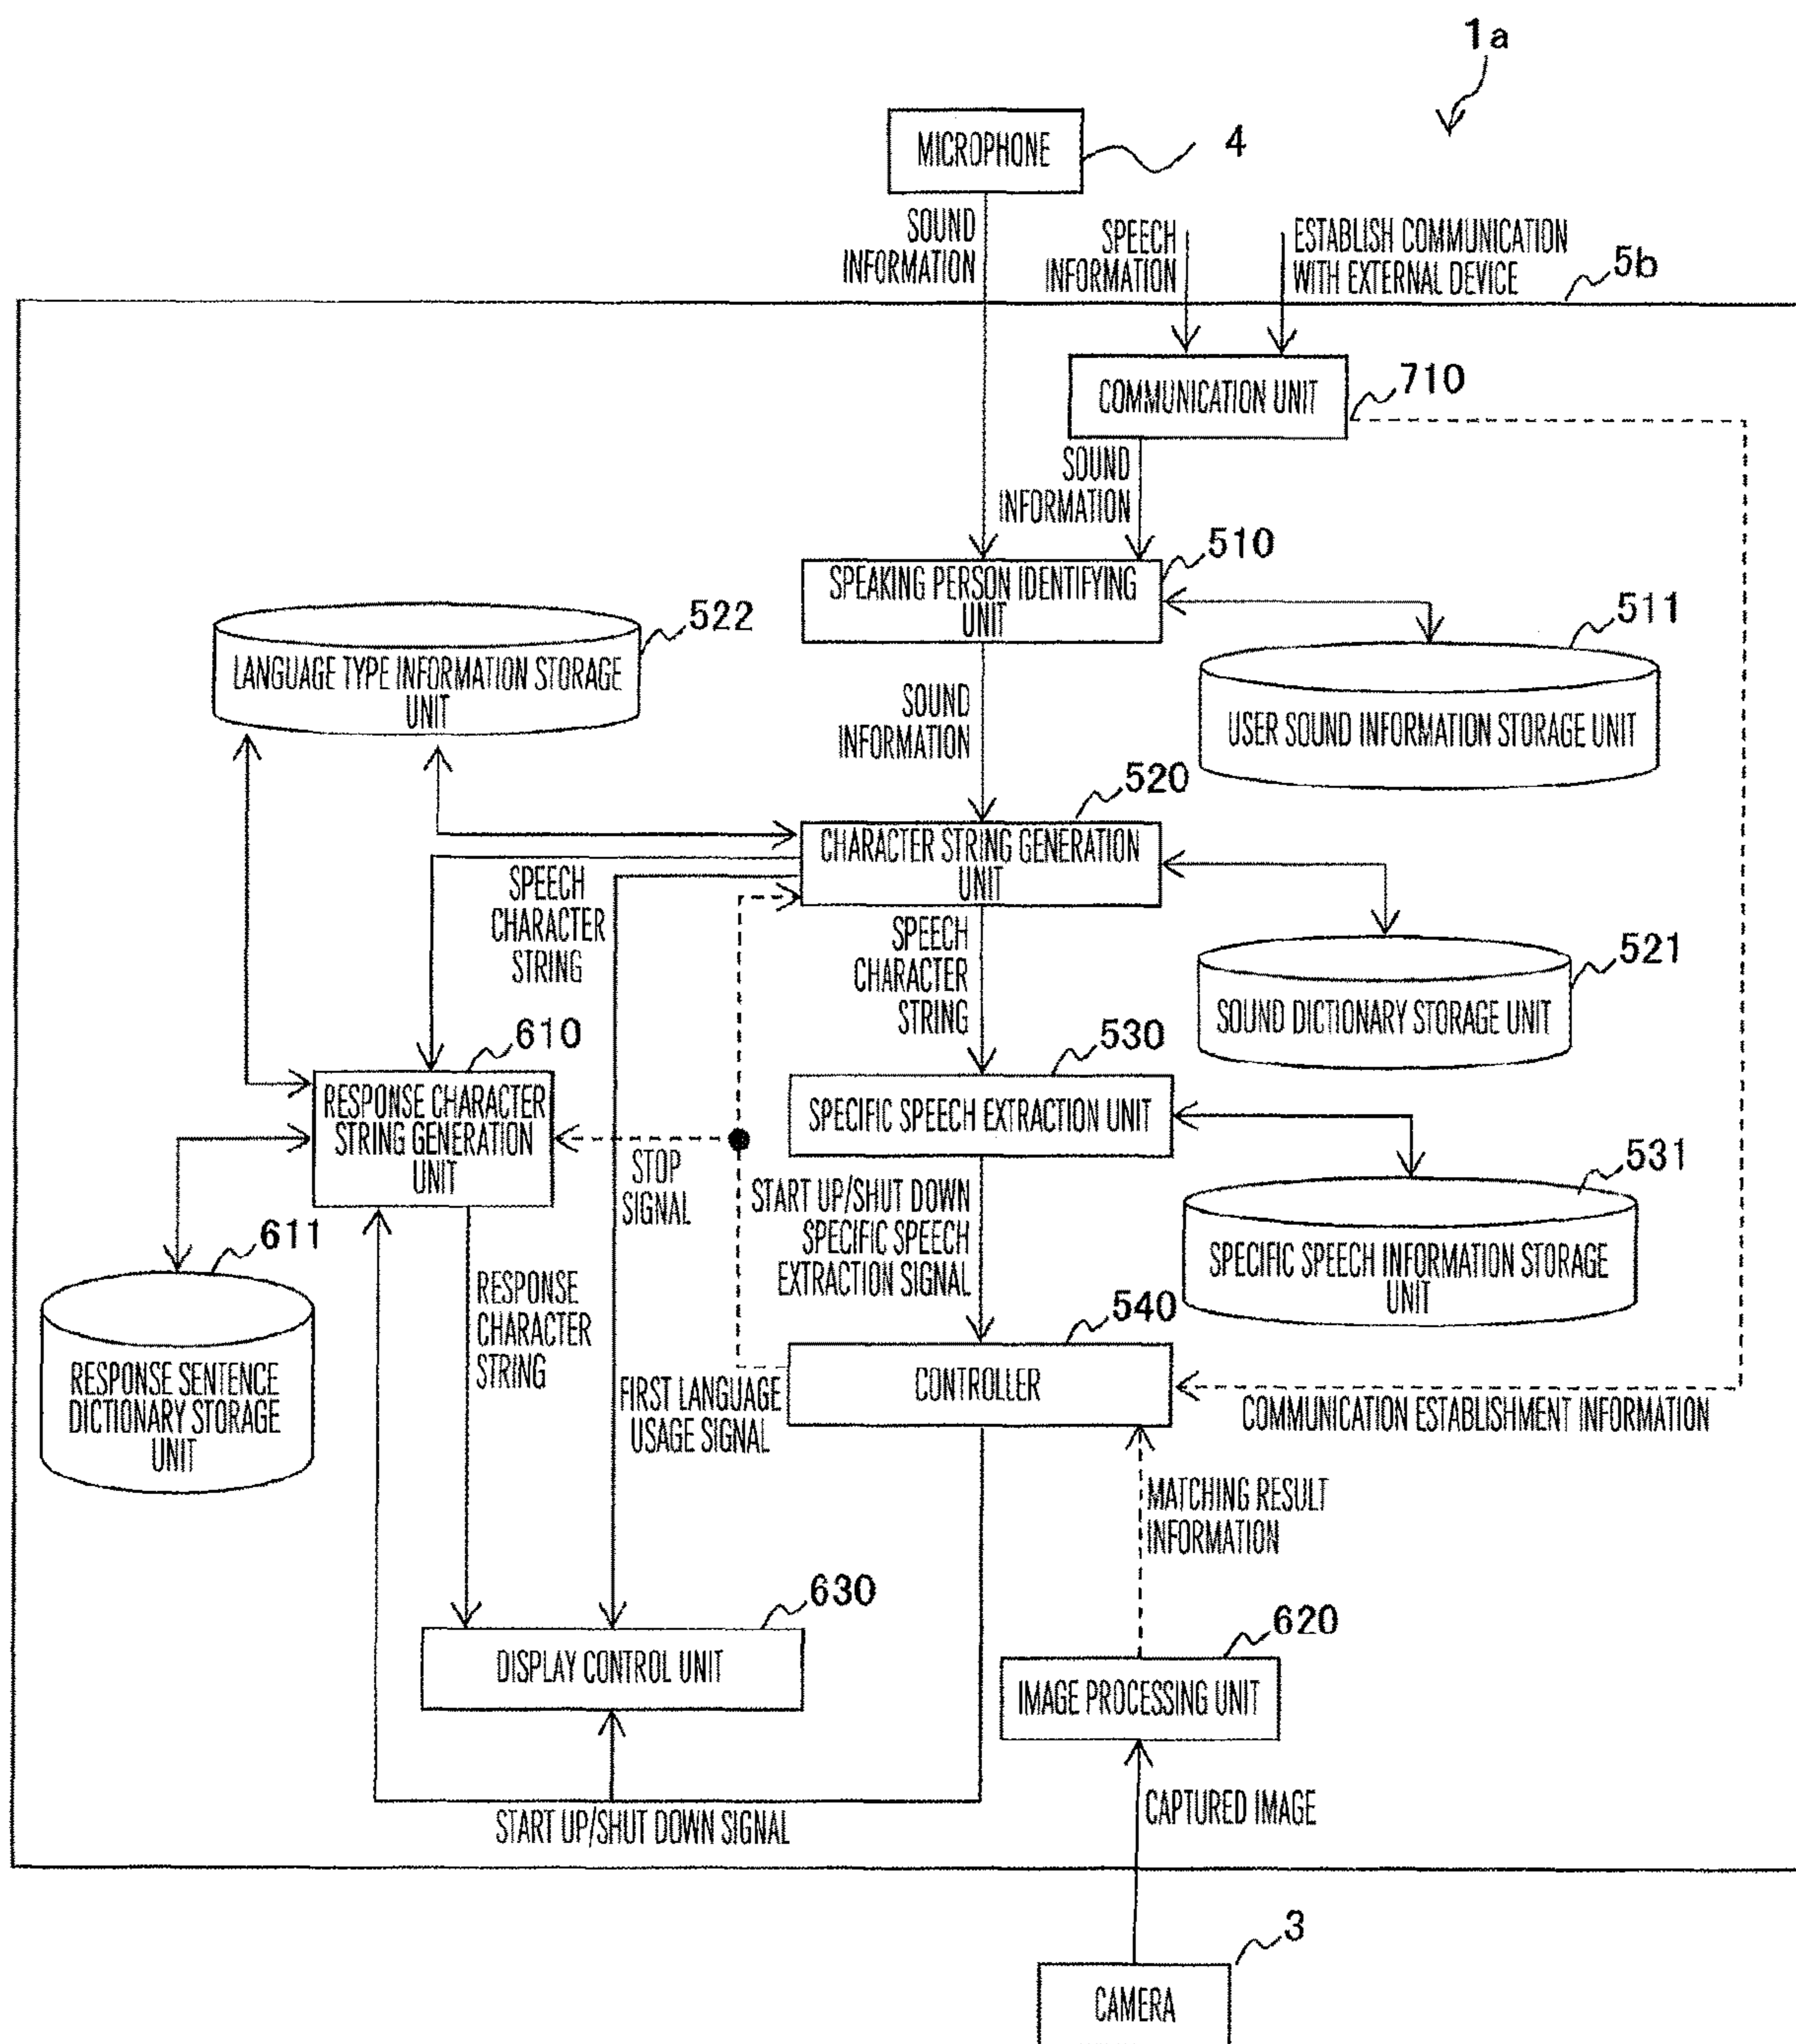 1a
MICROPHONE
4
SOUND
INFORMATION
SPEECH
INFORMATION
ESTABLISH COMMUNICATION
WITH EXTERNAL DEVICE
5b
COMMUNICATION UNIT
710
SOUND
INFORMATION
510
SPEAKING PERSON IDENTIFYING
UNIT
522
LANGUAGE TYPE INFORMATION STORAGE
UNIT
511
USER SOUND INFORMATION STORAGE UNIT
SOUND
INFORMATION
520
CHARACTER STRING GENERATION
UNIT
SPEECH
CHARACTER
STRING
SPEECH
CHARACTER
STRING
521
SOUND DICTIONARY STORAGE UNIT
610
RESPONSE CHARACTER
STRING GENERATION
UNIT
530
SPECIFIC SPEECH EXTRACTION UNIT
STOP
SIGNAL
START UP/SHUT DOWN
SPECIFIC SPEECH
EXTRACTION SIGNAL
531
SPECIFIC SPEECH INFORMATION STORAGE
UNIT
611
RESPONSE SENTENCE
DICTIONARY STORAGE
UNIT
RESPONSE
CHARACTER
STRING
540
CONTROLLER
FIRST LANGUAGE
USAGE SIGNAL
COMMUNICATION ESTABLISHMENT INFORMATION
MATCHING RESULT
INFORMATION
630
DISPLAY CONTROL UNIT
620
IMAGE PROCESSING UNIT
START UP/SHUT DOWN SIGNAL
CAPTURED IMAGE
3
CAMERA